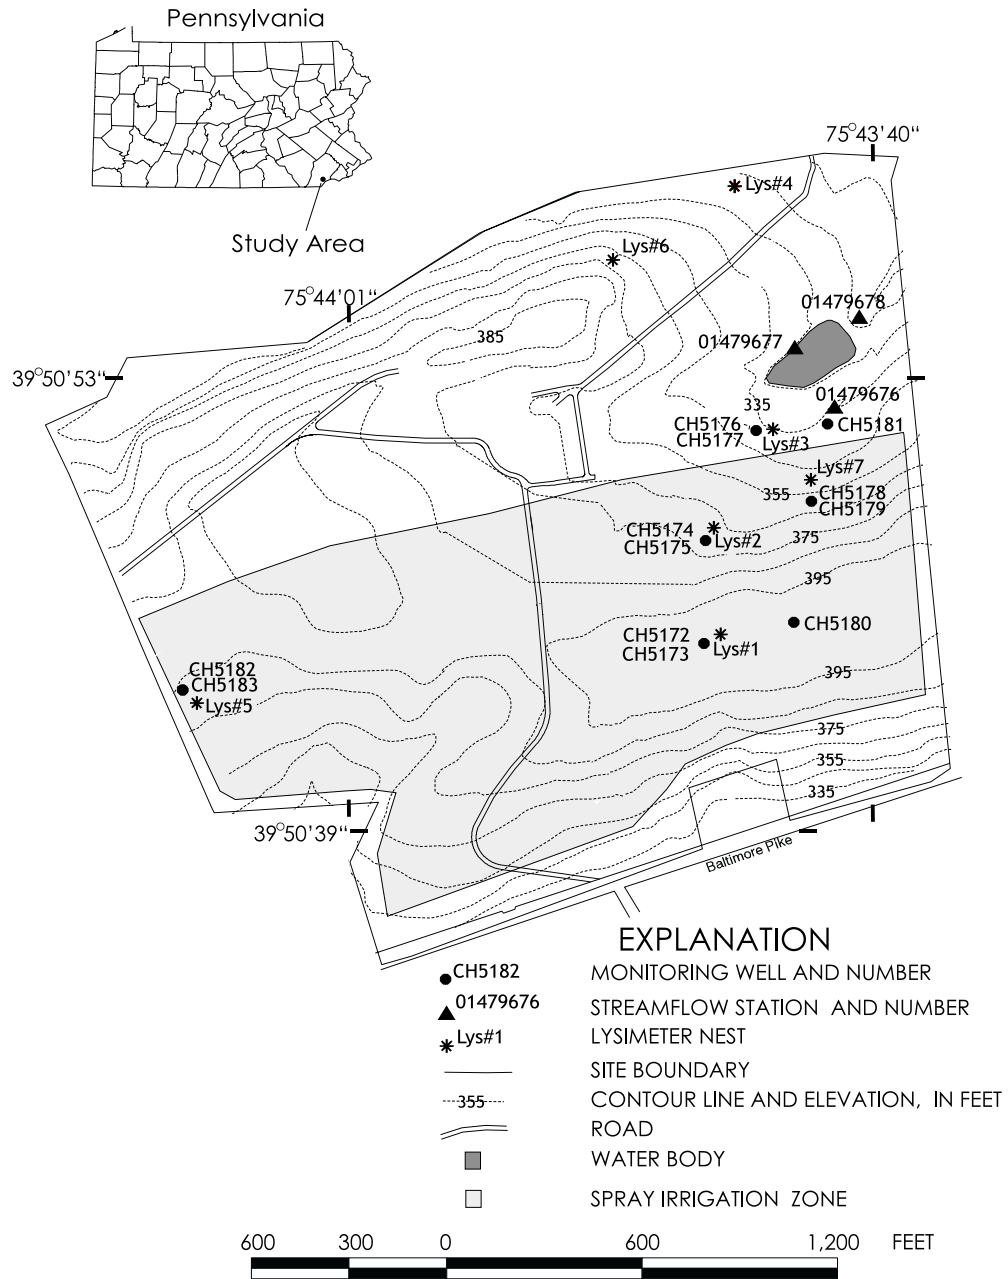 Pennsylvania
Study Area
75°43'40"
Lys#4
Lys#6
75°44'01"
01479678
385
01479677
39°50'53"
335
01479676
CH5176
CH5177
Lys#3
CH5181
Lys#7
355
CH5178
CH5179
CH5174
CH5175
Lys#2
375
395
CH5180
CH5172
CH5173
Lys#1
CH5182
CH5183
Lys#5
395
375
355
335
39°50'39"
Baltimore Pike
EXPLANATION
CH5182 MONITORING WELL AND NUMBER
01479676 STREAMFLOW STATION AND NUMBER
Lys#1 LYSIMETER NEST
SITE BOUNDARY
355 CONTOUR LINE AND ELEVATION, IN FEET
ROAD
WATER BODY
SPRAY IRRIGATION ZONE
600 300 0 600 1,200 FEET